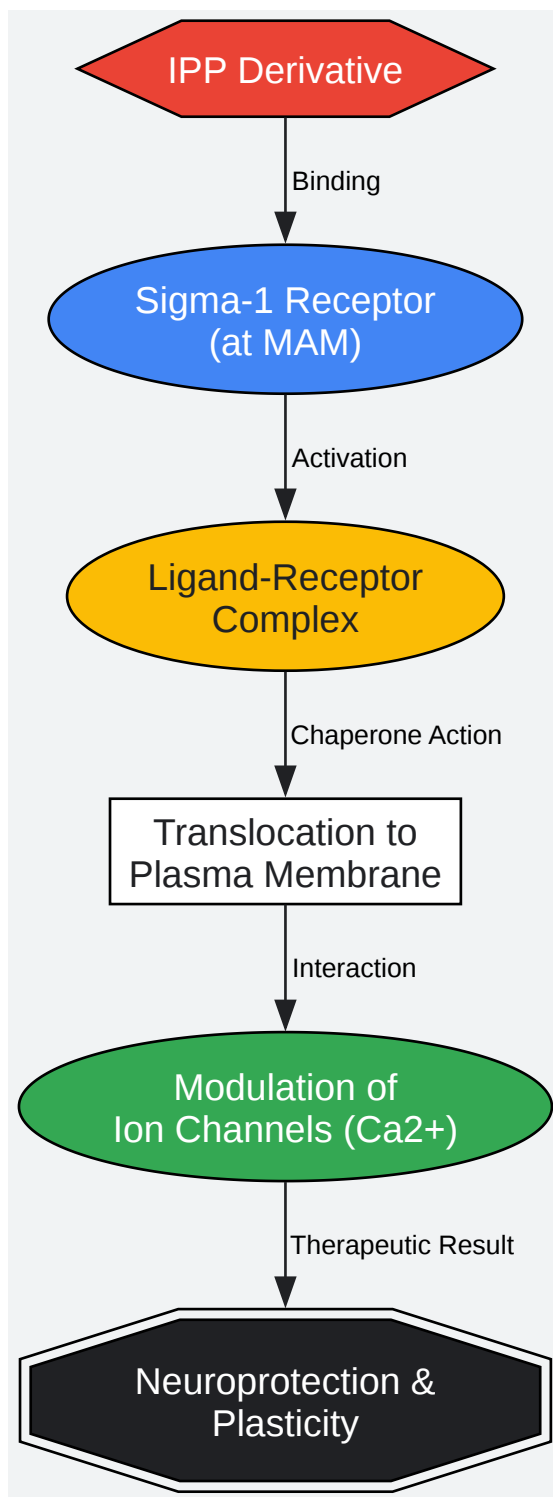 IPP Derivative
Binding
Sigma-1 Receptor
(at MAM)
Activation
Ligand-Receptor
Complex
Chaperone Action
Translocation to
Plasma Membrane
Interaction
Modulation of
Ion Channels (Ca2+)
Therapeutic Result
Neuroprotection &
Plasticity